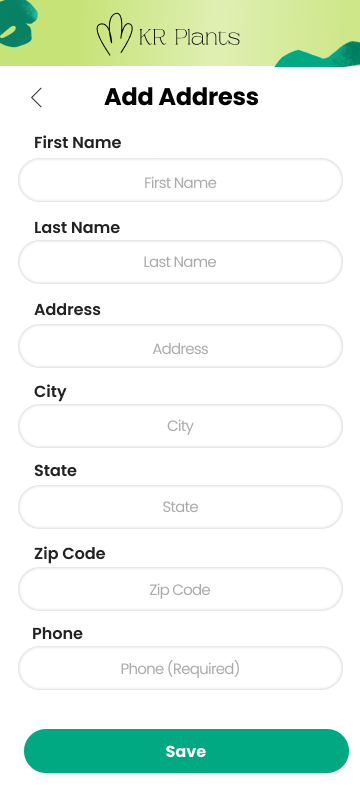 KR Plants
Add Address
First Name
First Name
Last Name
Last Name
Address
Address
City
City
State
State
Zip Code
Zip Code
Phone
Phone (Required)
Save